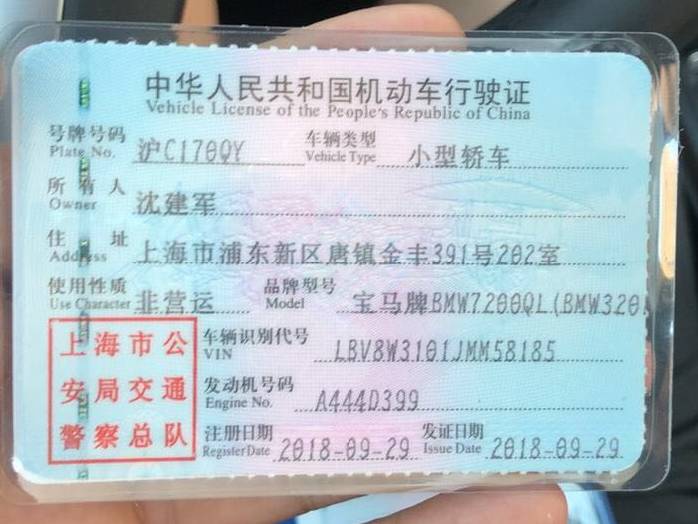 中华人民共和国机动车行驶证
Vehicle License of the People's Republic of China
号牌号码 沪C170QY 车辆类型 小型轿车
Plate No. Vehicle Type
所有人 沈建军
Owner
住址 上海市浦东新区唐镇金丰391号202室
Address
使用性质 非营运 品牌型号 宝马牌BMW7200QL(BMW320
Use Character Model
上海市公
安局交通
警察总队
车辆识别代号 LBV8W3101JMM58185
VIN
发动机号码 A444D399
Engine No.
注册日期 2018-09-29 发证日期 2018-09-29
Register Date Issue Date